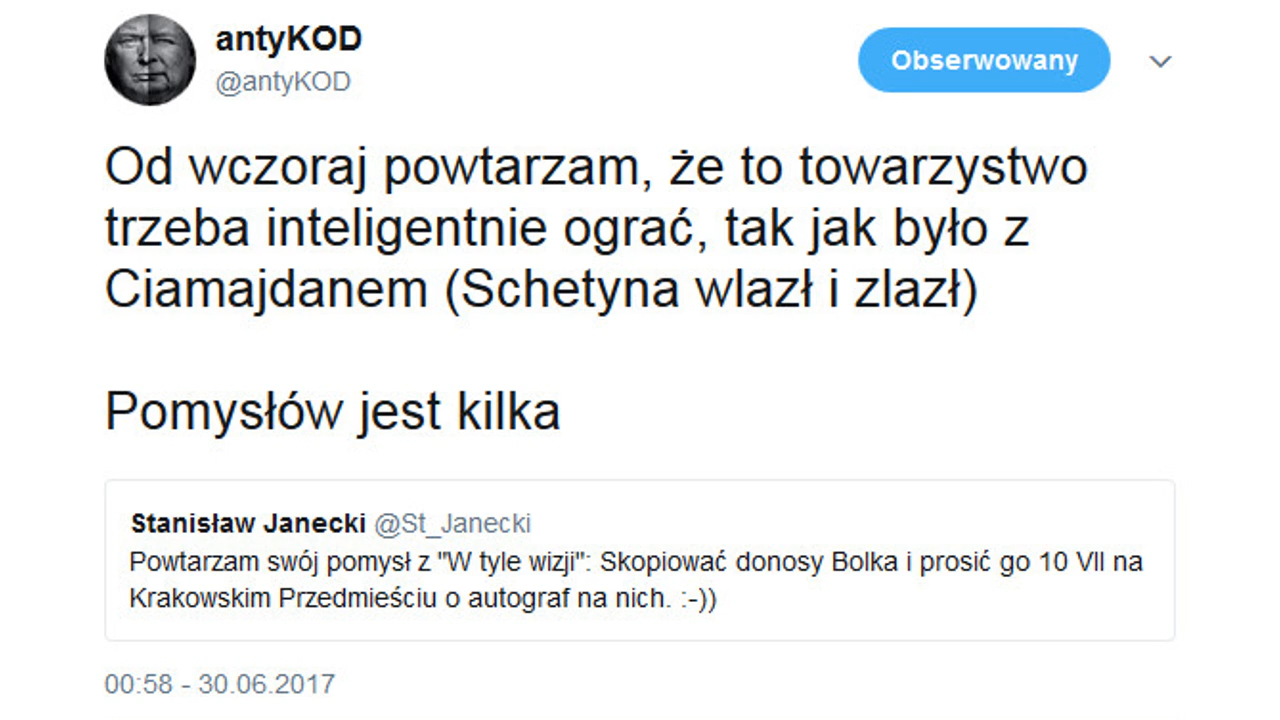 antyKOD
@antyKOD
Obserwowany
Od wczoraj powtarzam, że to towarzystwo
trzeba inteligentnie ograć, tak jak było z
Ciamajdanem (Schetyna wlazł i zlazł)
Pomysłów jest kilka
Stanisław Janecki @St_Janecki
Powtarzam swój pomysł z "W tyle wizji": Skopiować donosy Bolka i prosić go 10 VII na
Krakowskim Przedmieściu o autograf na nich. :-))
00:58 - 30.06.2017